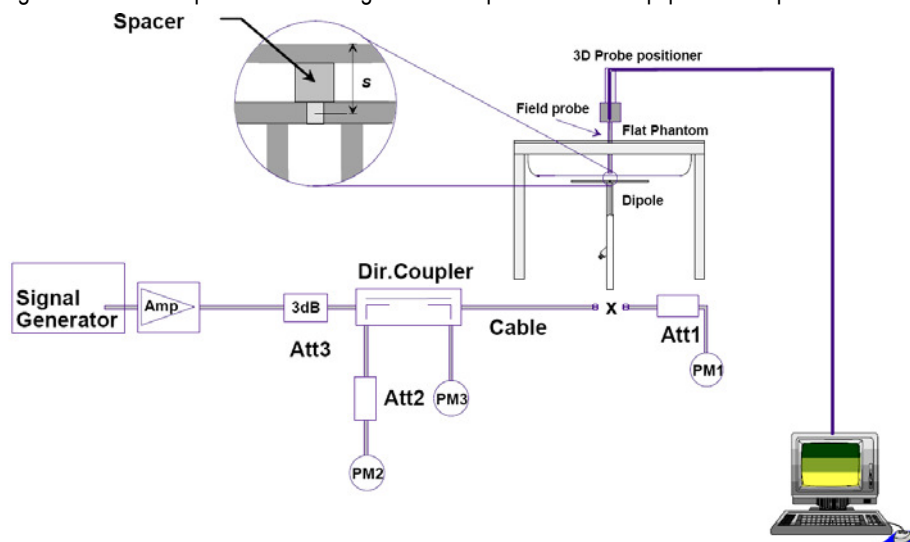 Spacer
s
3D Probe positioner
Field probe
Flat Phantom
Dipole
Signal
Generator
Amp
3dB
Att3
Dir.Coupler
Cable
x
Att1
PM1
Att2
PM3
PM2